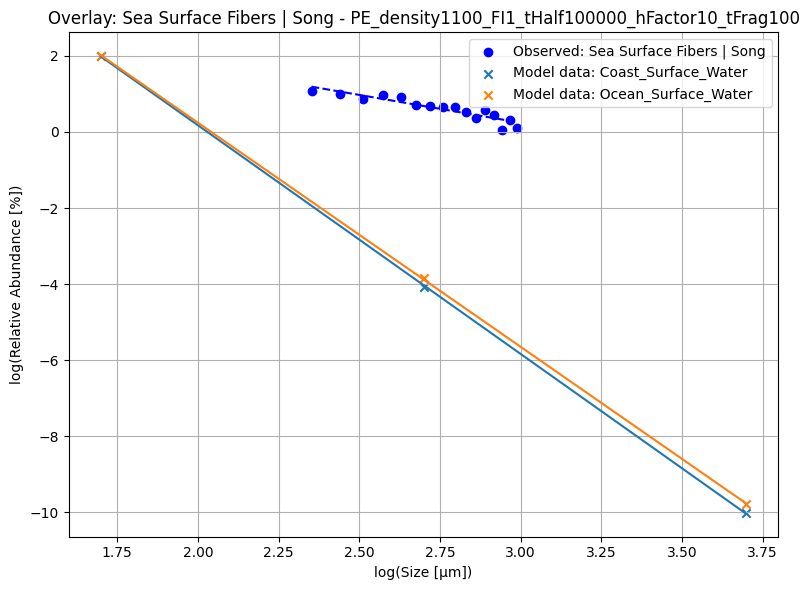 Overlay: Sea Surface Fibers | Song - PE_density1100_FI1_tHalf100000_hFactor10_tFrag100
Observed: Sea Surface Fibers | Song
Model data: Coast_Surface_Water
Model data: Ocean_Surface_Water
log(Relative Abundance [%])
2
0
−2
−4
−6
−8
−10
1.75
2.00
2.25
2.50
2.75
3.00
3.25
3.50
3.75
log(Size [μm])